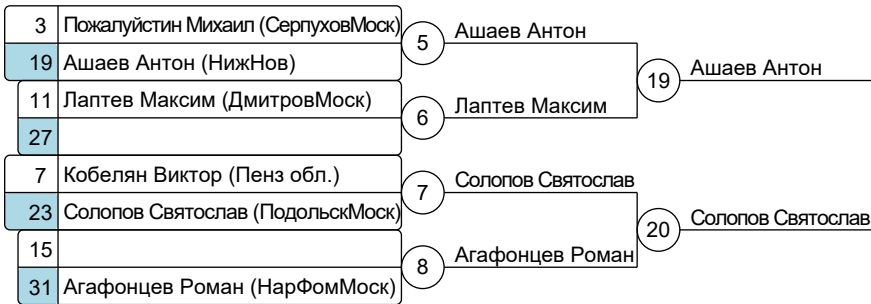 3 Пожалуйстин Михаил (СерпуховМоск)
19 Ашаев Антон (НижНов)
5 Ашаев Антон
11 Лаптев Максим (ДмитровМоск)
27
6 Лаптев Максим
19 Ашаев Антон
7 Кобелян Виктор (Пенз обл.)
23 Солопов Святослав (ПодольскМоск)
7 Солопов Святослав
15
31 Агафонцев Роман (НарФомМоск)
8 Агафонцев Роман
20 Солопов Святослав